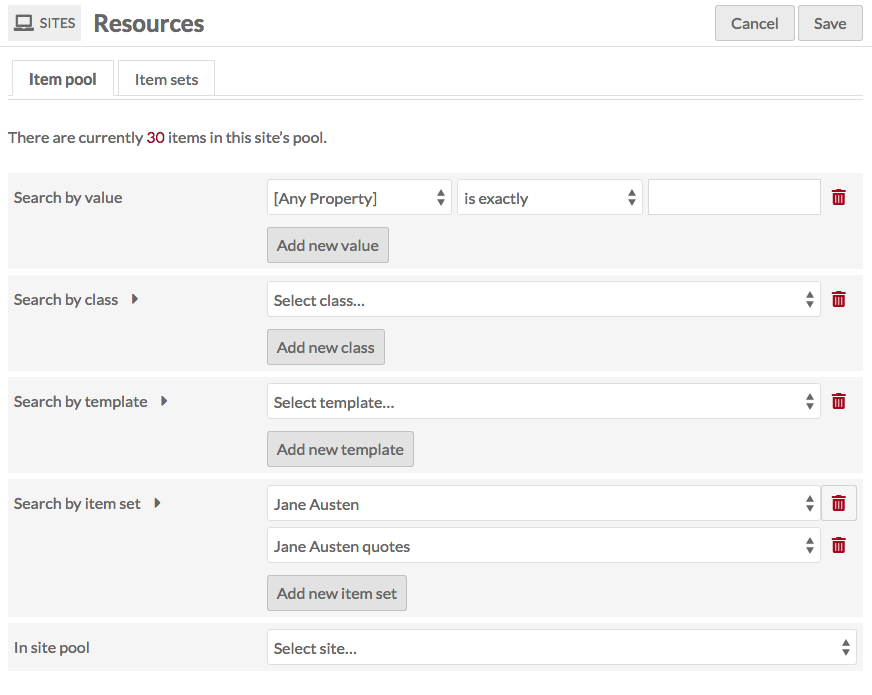 SITES Resources Cancel Save
Item pool Item sets
There are currently 30 items in this site's pool.
Search by value [Any Property] is exactly
Add new value
Search by class Select class...
Add new class
Search by template Select template...
Add new template
Search by item set Jane Austen
Jane Austen quotes
Add new item set
In site pool Select site...